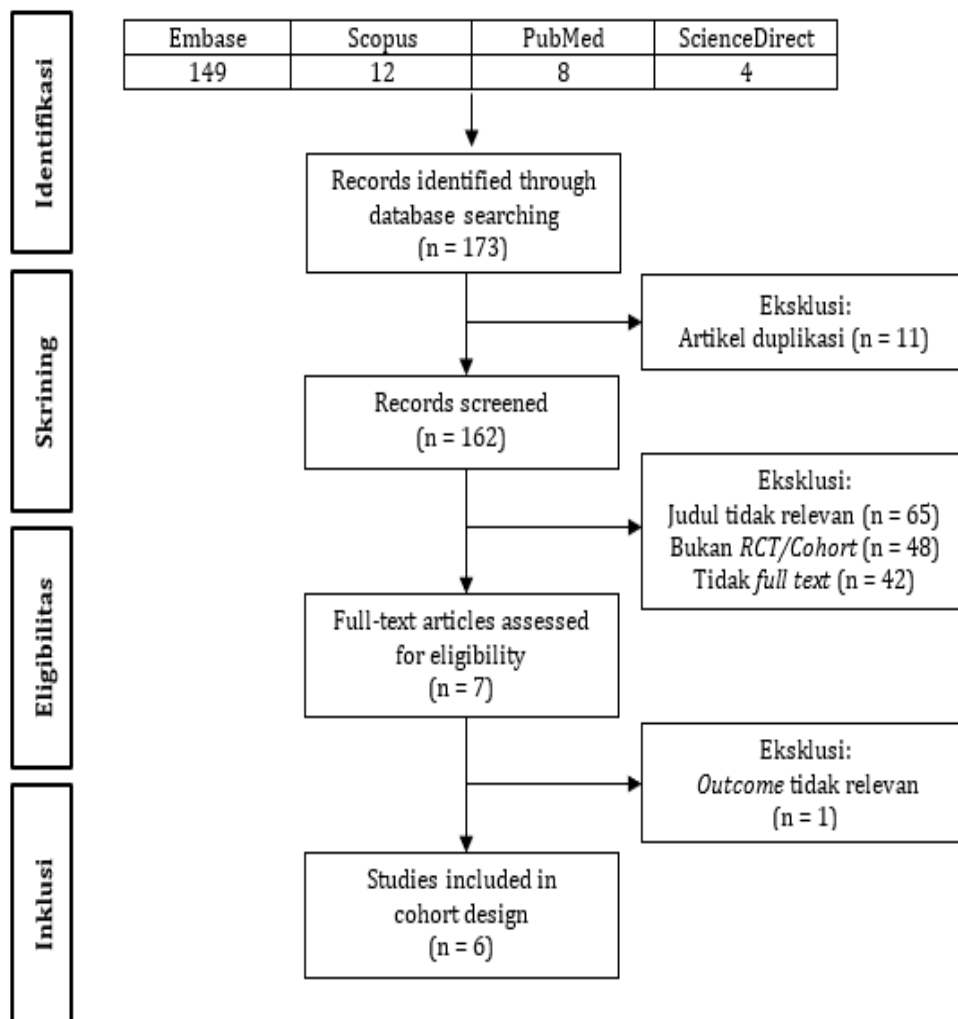 Identifikasi
Embase Scopus PubMed ScienceDirect
149 12 8 4
Records identified through
database searching
(n = 173)
Skrining
Eksklusi:
Artikel duplikasi (n = 11)
Records screened
(n = 162)
Eksklusi:
Judul tidak relevan (n = 65)
Bukan RCT/Cohort (n = 48)
Tidak full text (n = 42)
Eligibilitas
Full-text articles assessed
for eligibility
(n = 7)
Eksklusi:
Outcome tidak relevan
(n = 1)
Inklusi
Studies included in
cohort design
(n = 6)